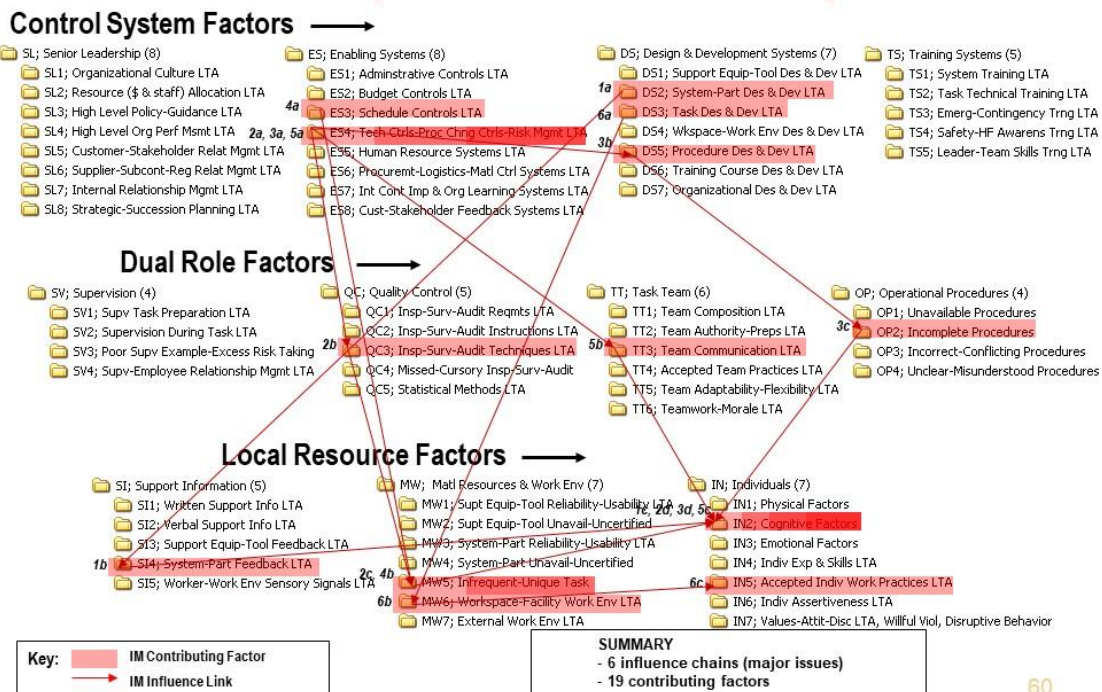 Control System Factors
SL; Senior Leadership (8)
SL1; Organizational Culture LTA
SL2; Resource ($ & staff) Allocation LTA
SL3; High Level Policy-Guidance LTA
SL4; High Level Org Perf Msmt LTA
SL5; Customer-Stakeholder Relat Mgmt LTA
SL6; Supplier-Subcont-Reg Relat Mgmt LTA
SL7; Internal Relationship Mgmt LTA
SL8; Strategic-Succession Planning LTA
ES; Enabling Systems (8)
ES1; Adminstrative Controls LTA
ES2; Budget Controls LTA
4a
ES3; Schedule Controls LTA
2a, 3a, 5a
ES4; Tech Ctrls-Proc Chng Ctrls-Risk Mgmt LTA
ES5; Human Resource Systems LTA
ES6; Procuremt-Logistics-Matl Ctrl Systems LTA
ES7; Int Cont Imp & Org Learning Systems LTA
ES8; Cust-Stakeholder Feedback Systems LTA
DS; Design & Development Systems (7)
DS1; Support Equip-Tool Des & Dev LTA
1a
DS2; System-Part Des & Dev LTA
6a
DS3; Task Des & Dev LTA
DS4; Wkspace-Work Env Des & Dev LTA
3b
DS5; Procedure Des & Dev LTA
DS6; Training Course Des & Dev LTA
DS7; Organizational Des & Dev LTA
TS; Training Systems (5)
TS1; System Training LTA
TS2; Task Technical Training LTA
TS3; Emerg-Contingency Trng LTA
TS4; Safety-HF Awarens Trng LTA
TS5; Leader-Team Skills Trng LTA
Dual Role Factors
SV; Supervision (4)
SV1; Supv Task Preparation LTA
SV2; Supervision During Task LTA
SV3; Poor Supv Example-Excess Risk Taking
SV4; Supv-Employee Relationship Mgmt LTA
QC; Quality Control (5)
QC1; Insp-Surv-Audit Reqmts LTA
QC2; Insp-Surv-Audit Instructions LTA
2b
QC3; Insp-Surv-Audit Techniques LTA
QC4; Missed-Cursory Insp-Surv-Audit
QC5; Statistical Methods LTA
TT; Task Team (6)
TT1; Team Composition LTA
TT2; Team Authority-Preps LTA
5b
TT3; Team Communication LTA
TT4; Accepted Team Practices LTA
TT5; Team Adaptability-Flexibility LTA
TT6; Teamwork-Morale LTA
OP; Operational Procedures (4)
OP1; Unavailable Procedures
3c
OP2; Incomplete Procedures
OP3; Incorrect-Conflicting Procedures
OP4; Unclear-Misunderstood Procedures
Local Resource Factors
SI; Support Information (5)
SI1; Written Support Info LTA
SI2; Verbal Support Info LTA
SI3; Support Equip-Tool Feedback LTA
1b
SI4; System-Part Feedback LTA
SI5; Worker-Work Env Sensory Signals LTA
MW; Matl Resources & Work Env (7)
MW1; Supt Equip-Tool Reliability-Usability LTA
MW2; Supt Equip-Tool Unavail-Uncertified
MW3; System-Part Reliability-Usability LTA
MW4; System-Part Unavail-Uncertified
2c, 4b
MW5; Infrequent-Unique Task
6b
MW6; Workspace-Facility Work Env LTA
MW7; External Work Env LTA
IN; Individuals (7)
IN1; Physical Factors
1c, 2d, 3d, 5c
IN2; Cognitive Factors
IN3; Emotional Factors
IN4; Indiv Exp & Skills LTA
6c
IN5; Accepted Indiv Work Practices LTA
IN6; Indiv Assertiveness LTA
IN7; Values-Attit-Disc LTA, Willful Viol, Disruptive Behavior
Key:
IM Contributing Factor
IM Influence Link
SUMMARY
- 6 influence chains (major issues)
- 19 contributing factors
60